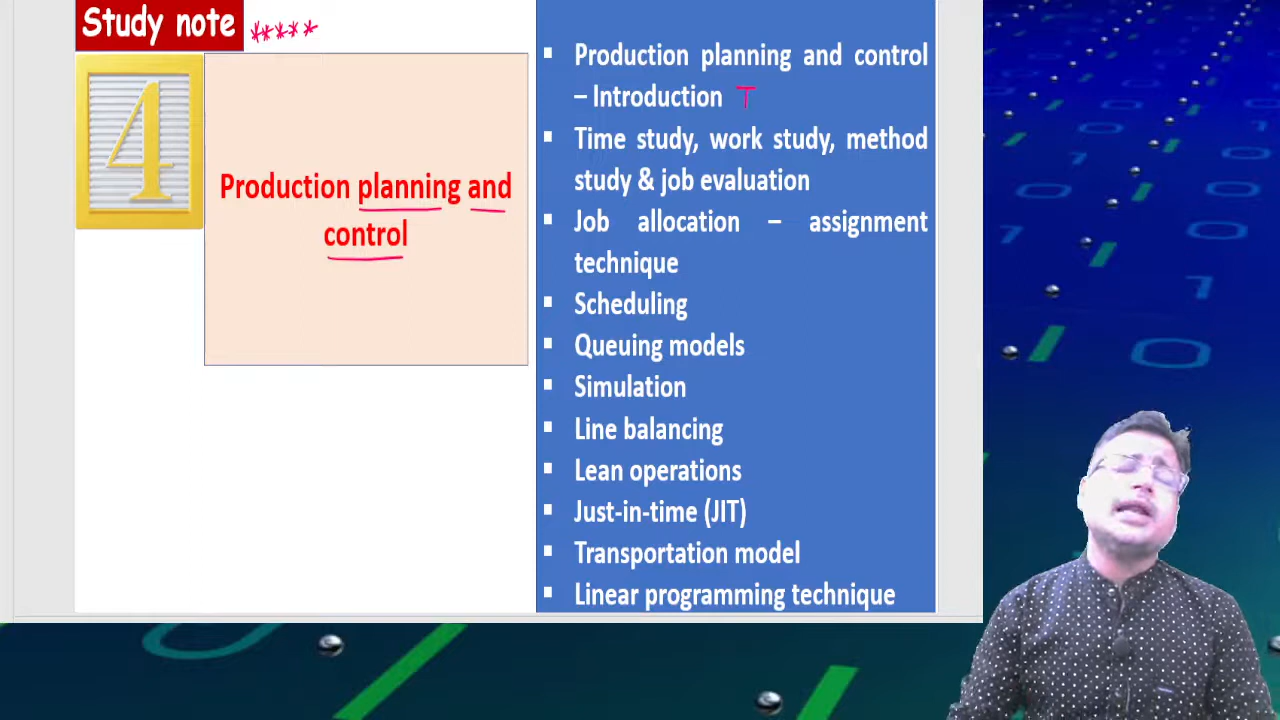 Study note ****
4
Production planning and
control
▪ Production planning and control
– Introduction T
▪ Time study, work study, method
study & job evaluation
▪ Job allocation – assignment
technique
▪ Scheduling
▪ Queuing models
▪ Simulation
▪ Line balancing
▪ Lean operations
▪ Just-in-time (JIT)
▪ Transportation model
▪ Linear programming technique